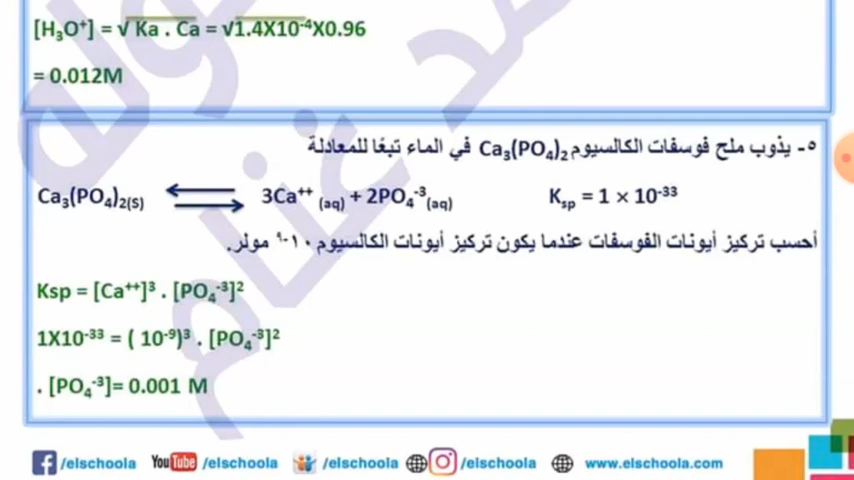 [H₃O⁺] = √ Ka . Ca = √1.4X10⁻⁴X0.96
= 0.012M
٥- يذوب ملح فوسفات الكالسيوم Ca₃(PO₄)₂ في الماء تبعًا للمعادلة
Ca₃(PO₄)₂(S) ⇌ 3Ca⁺⁺ (aq) + 2PO₄⁻³(aq) Ksp = 1 × 10⁻³³
أحسب تركيز أيونات الفوسفات عندما يكون تركيز أيونات الكالسيوم ١٠⁻⁹ مولر.
Ksp = [Ca⁺⁺]³ . [PO₄⁻³]²
1X10⁻³³ = ( 10⁻⁹)³ . [PO₄⁻³]²
. [PO₄⁻³]= 0.001 M
/elschoola YouTube /elschoola /elschoola /elschoola www.elschoola.com